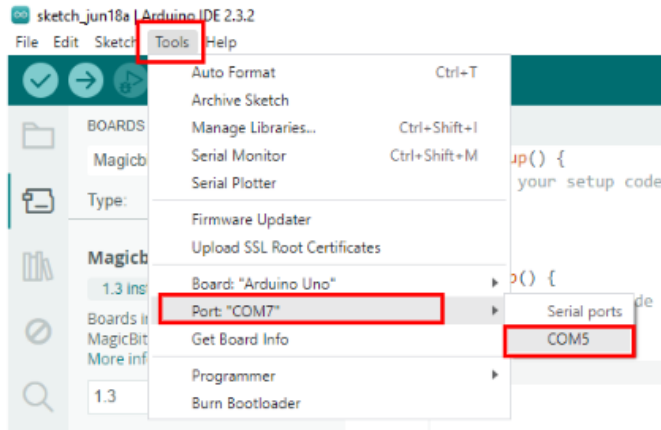 sketch_jun18a | Arduino IDE 2.3.2
File Edit Sketch Tools Help
Auto Format Ctrl+T
Archive Sketch
Manage Libraries... Ctrl+Shift+I
Serial Monitor Ctrl+Shift+M
Serial Plotter
Firmware Updater
Upload SSL Root Certificates
Board: "Arduino Uno"
Port: "COM7"
Get Board Info
Programmer
Burn Bootloader
BOARDS
Magicb
Type:
Magicb
1.3 ins
Boards i
MagicBit
More inf
1.3
up() {
your setup code
() {
de
Serial ports
COM5